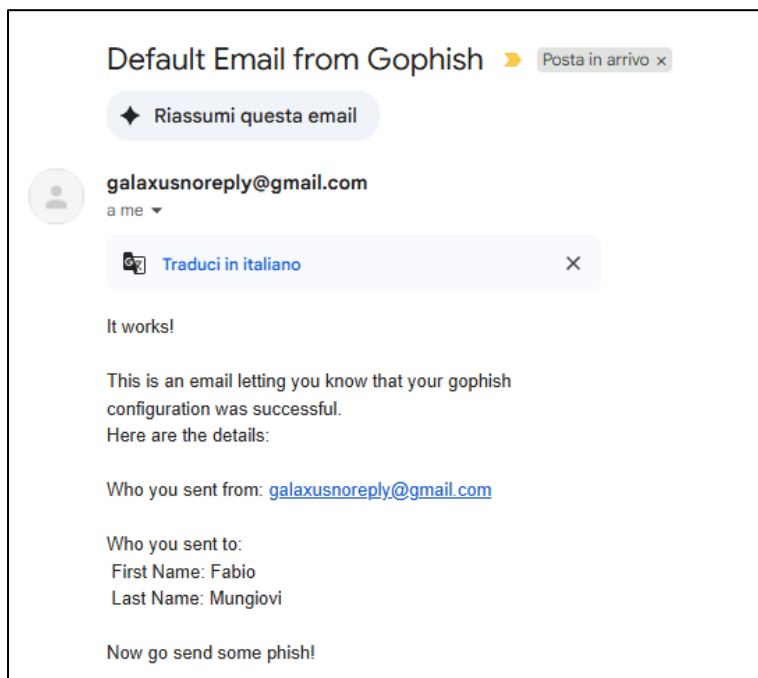 Default Email from Gophish Posta in arrivo ×
Riassumi questa email
galaxusnoreply@gmail.com
a me
Traduci in italiano
It works!
This is an email letting you know that your gophish
configuration was successful.
Here are the details:
Who you sent from: galaxusnoreply@gmail.com
Who you sent to:
First Name: Fabio
Last Name: Mungiovi
Now go send some phish!